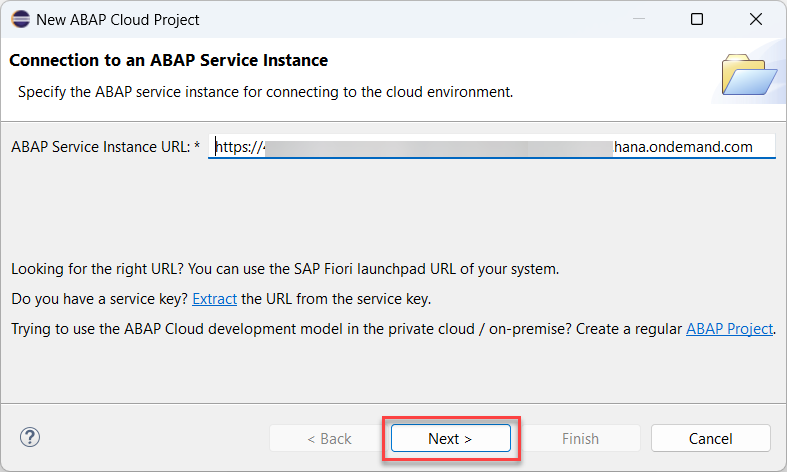 New ABAP Cloud Project
Connection to an ABAP Service Instance
Specify the ABAP service instance for connecting to the cloud environment.
ABAP Service Instance URL: * https:// hana.ondemand.com
Looking for the right URL? You can use the SAP Fiori launchpad URL of your system.
Do you have a service key? Extract the URL from the service key.
Trying to use the ABAP Cloud development model in the private cloud / on-premise? Create a regular ABAP Project.
? < Back Next > Finish Cancel